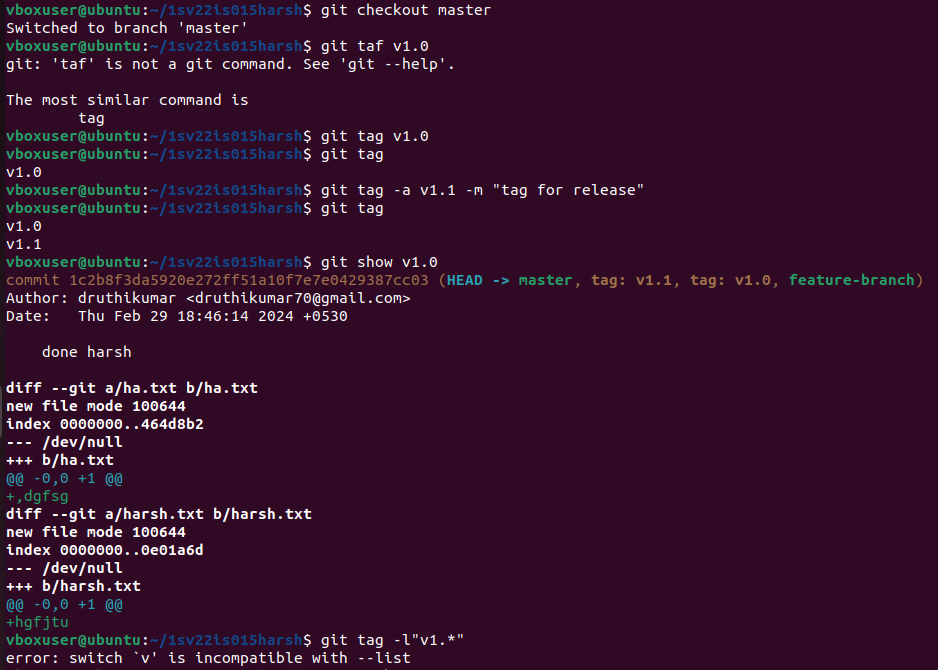 vboxuser@ubuntu:~/1sv22is015harsh$ git checkout master
Switched to branch 'master'
vboxuser@ubuntu:~/1sv22is015harsh$ git taf v1.0
git: 'taf' is not a git command. See 'git --help'.
The most similar command is
tag
vboxuser@ubuntu:~/1sv22is015harsh$ git tag v1.0
vboxuser@ubuntu:~/1sv22is015harsh$ git tag
v1.0
vboxuser@ubuntu:~/1sv22is015harsh$ git tag -a v1.1 -m "tag for release"
vboxuser@ubuntu:~/1sv22is015harsh$ git tag
v1.0
v1.1
vboxuser@ubuntu:~/1sv22is015harsh$ git show v1.0
commit 1c2b8f3da5920e272ff51a10f7e7e0429387cc03 (HEAD -> master, tag: v1.1, tag: v1.0, feature-branch)
Author: druthikumar <druthikumar70@gmail.com>
Date:   Thu Feb 29 18:46:14 2024 +0530
done harsh
diff --git a/ha.txt b/ha.txt
new file mode 100644
index 0000000..464d8b2
--- /dev/null
+++ b/ha.txt
@@ -0,0 +1 @@
+,dgfsg
diff --git a/harsh.txt b/harsh.txt
new file mode 100644
index 0000000..0e01a6d
--- /dev/null
+++ b/harsh.txt
@@ -0,0 +1 @@
+hgfjtu
vboxuser@ubuntu:~/1sv22is015harsh$ git tag -l"v1.*"
error: switch `v' is incompatible with --list